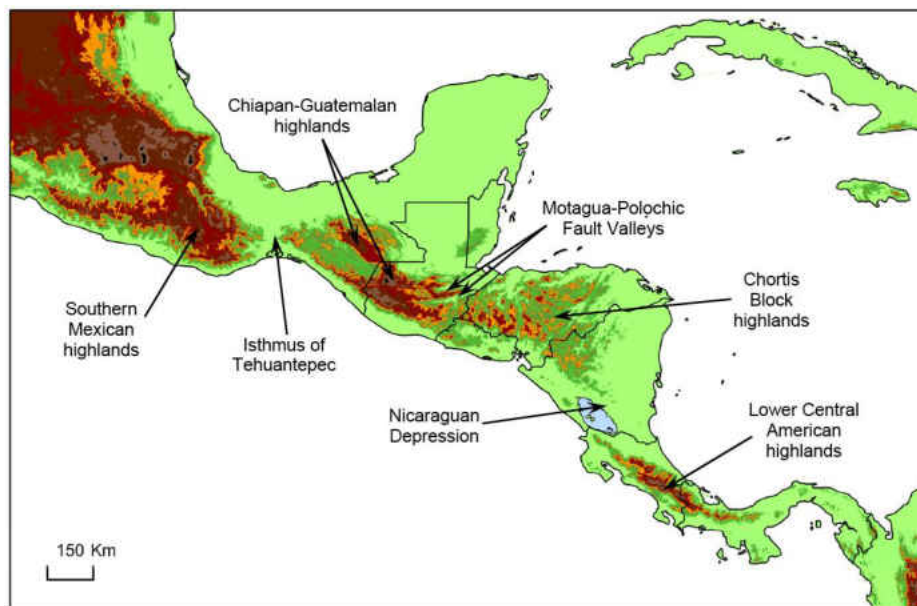 Chiapan-Guatemalan
highlands
Motagua-Polochic
Fault Valleys
Southern
Mexican
highlands
Isthmus of
Tehuantepec
Chortis
Block
highlands
Nicaraguan
Depression
Lower Central
American
highlands
150 Km